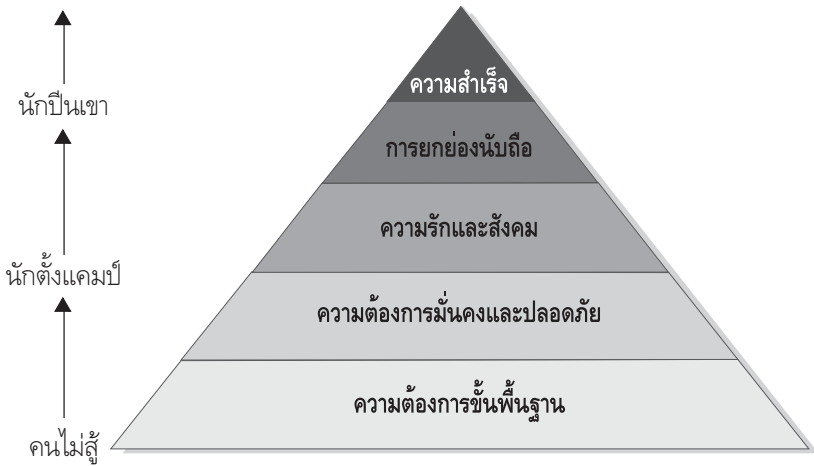 ความสำเร็จ
นักปีนเขา
การยกย่องนับถือ
ความรักและสังคม
นักตั้งแคมป์
ความต้องการมั่นคงและปลอดภัย
ความต้องการขั้นพื้นฐาน
คนไม่สู้